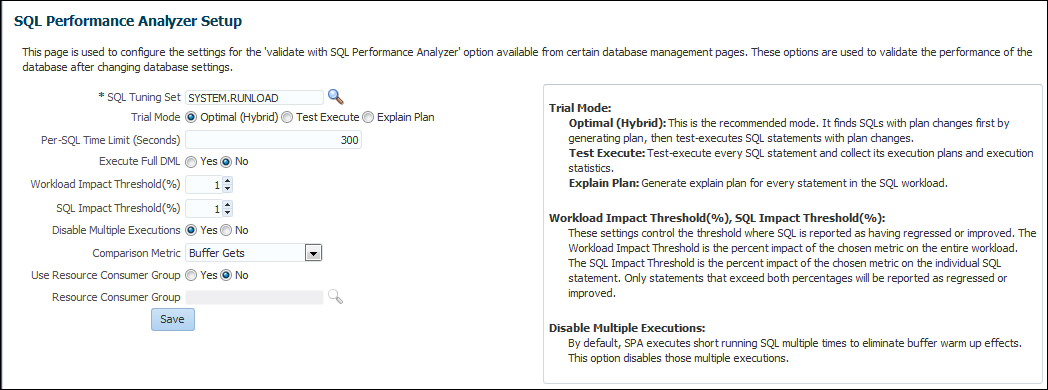 SQL Performance Analyzer Setup
This page is used to configure the settings for the 'validate with SQL Performance Analyzer' option available from certain database management pages. These options are used to validate the performance of the
database after changing database settings.
* SQL Tuning Set SYSTEM.RUNLOAD
Trial Mode Optimal (Hybrid) Test Execute Explain Plan
Per-SQL Time Limit (Seconds) 300
Execute Full DML Yes No
Workload Impact Threshold(%) 1
SQL Impact Threshold(%) 1
Disable Multiple Executions Yes No
Comparison Metric Buffer Gets
Use Resource Consumer Group Yes No
Resource Consumer Group
Save
Trial Mode:
Optimal (Hybrid): This is the recommended mode. It finds SQLs with plan changes first by
generating plan, then test-executes SQL statements with plan changes.
Test Execute: Test-execute every SQL statement and collect its execution plans and execution
statistics.
Explain Plan: Generate explain plan for every statement in the SQL workload.
Workload Impact Threshold(%), SQL Impact Threshold(%):
These settings control the threshold where SQL is reported as having regressed or improved. The
Workload Impact Threshold is the percent impact of the chosen metric on the entire workload.
The SQL Impact Threshold is the percent impact of the chosen metric on the individual SQL
statement. Only statements that exceed both percentages will be reported as regressed or
improved.
Disable Multiple Executions:
By default, SPA executes short running SQL multiple times to eliminate buffer warm up effects.
This option disables those multiple executions.